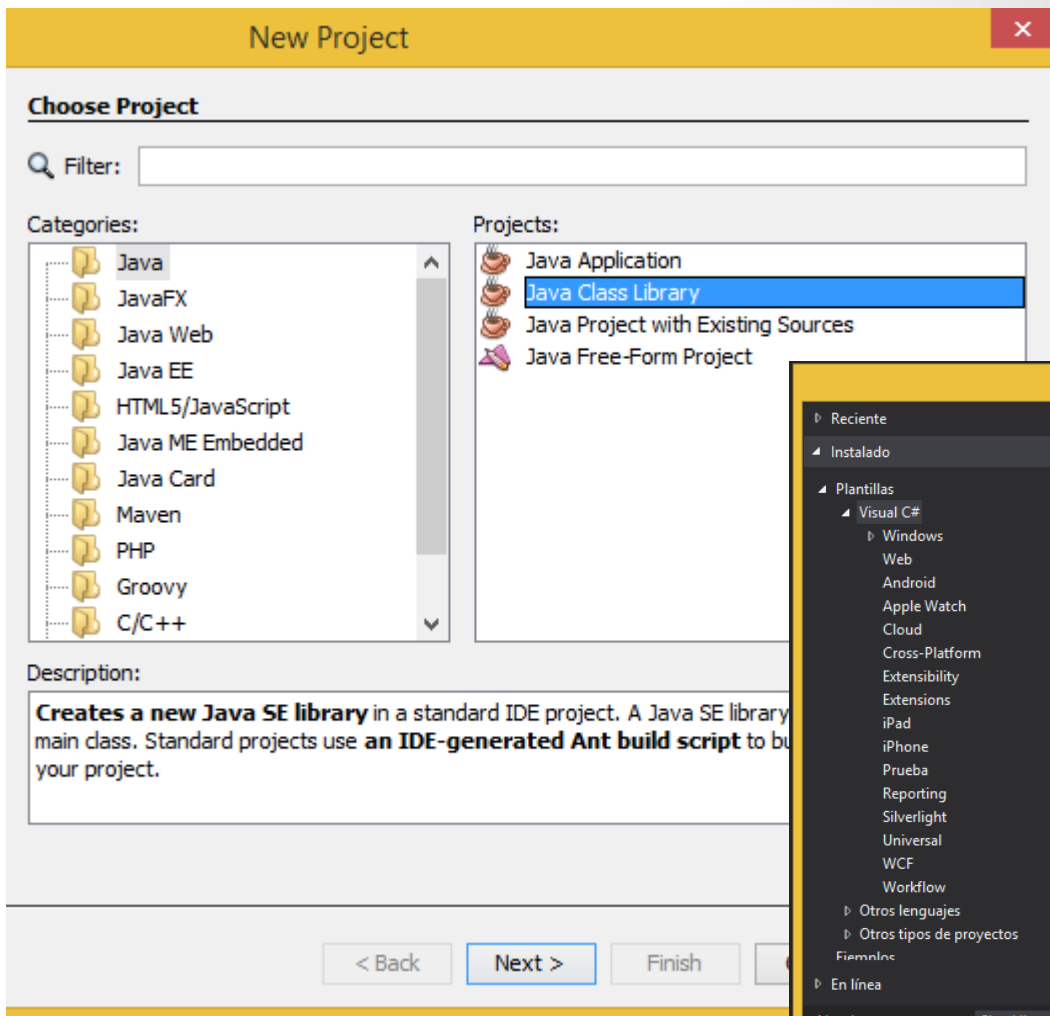 New Project
Choose Project
Filter:
Categories:
Java
JavaFX
Java Web
Java EE
HTML5/JavaScript
Java ME Embedded
Java Card
Maven
PHP
Groovy
C/C++
Projects:
Java Application
Java Class Library
Java Project with Existing Sources
Java Free-Form Project
Description:
Creates a new Java SE library in a standard IDE project. A Java SE library
main class. Standard projects use an IDE-generated Ant build script to
your project.
< Back
Next >
Finish
Reciente
Instalado
Plantillas
Visual C#
Windows
Web
Android
Apple Watch
Cloud
Cross-Platform
Extensibility
Extensions
iPad
iPhone
Prueba
Reporting
Silverlight
Universal
WCF
Workflow
Otros lenguajes
Otros tipos de proyectos
Ejemplos
En línea